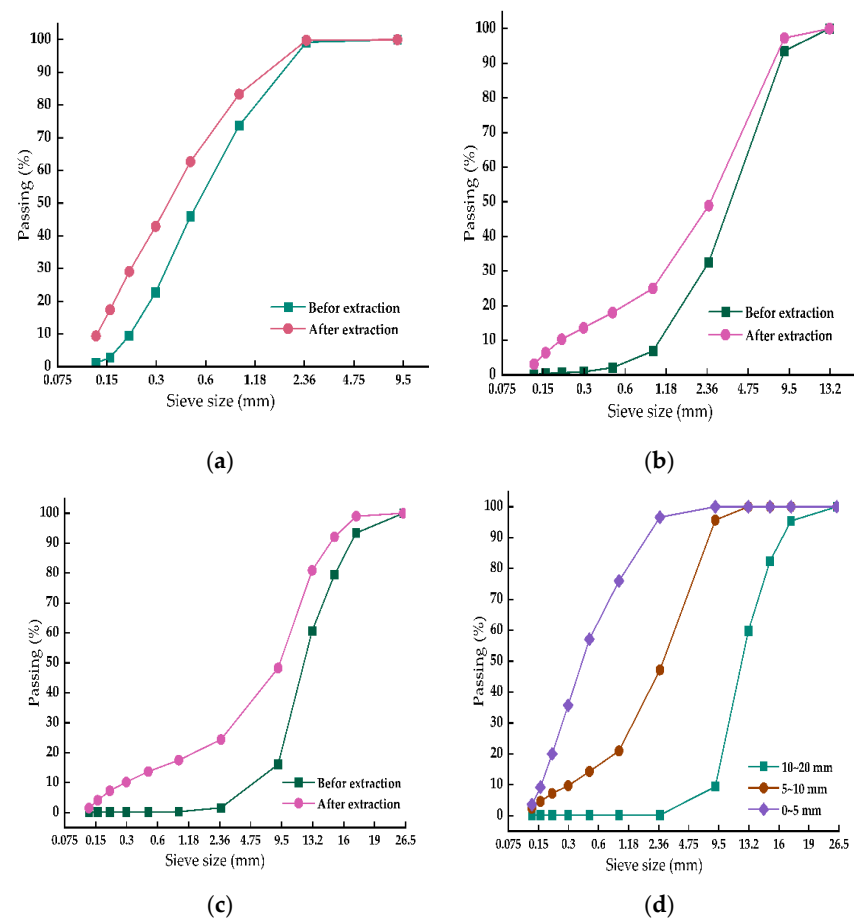 100
90
80
70
60
50
40
30
20
10
0
Passing (%)
Befor extraction
After extraction
0.075 0.15 0.3 0.6 1.18 2.36 4.75 9.5
Sieve size (mm)
(a)
100
90
80
70
60
50
40
30
20
10
0
Passing (%)
Befor extraction
After extraction
0.075 0.15 0.3 0.6 1.18 2.36 4.75 9.5 13.2
Sieve size (mm)
(b)
100
90
80
70
60
50
40
30
20
10
0
Passing (%)
Befor extraction
After extraction
0.075 0.15 0.3 0.6 1.18 2.36 9.5 13.2 16 19 26.5
Sieve size (mm)
(c)
100
90
80
70
60
50
40
30
20
10
0
Passing (%)
10~20 mm
5~10 mm
0~5 mm
0.075 0.15 0.3 0.6 1.18 2.36 4.75 9.5 13.2 16 19 26.5
Sieve size (mm)
(d)